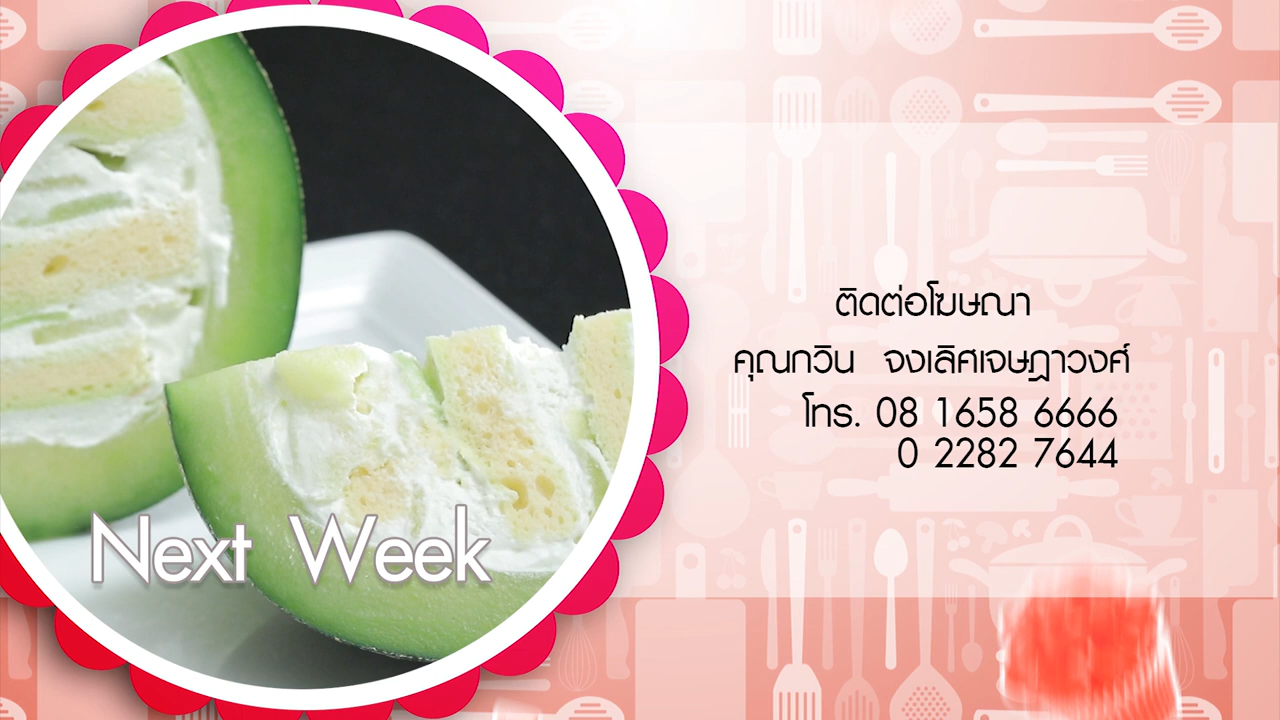 Next Week
ติดต่อโฆษณา
คุณกวิน จงเลิศเจษฎาวงศ์
โทร. 08 1658 6666
0 2282 7644